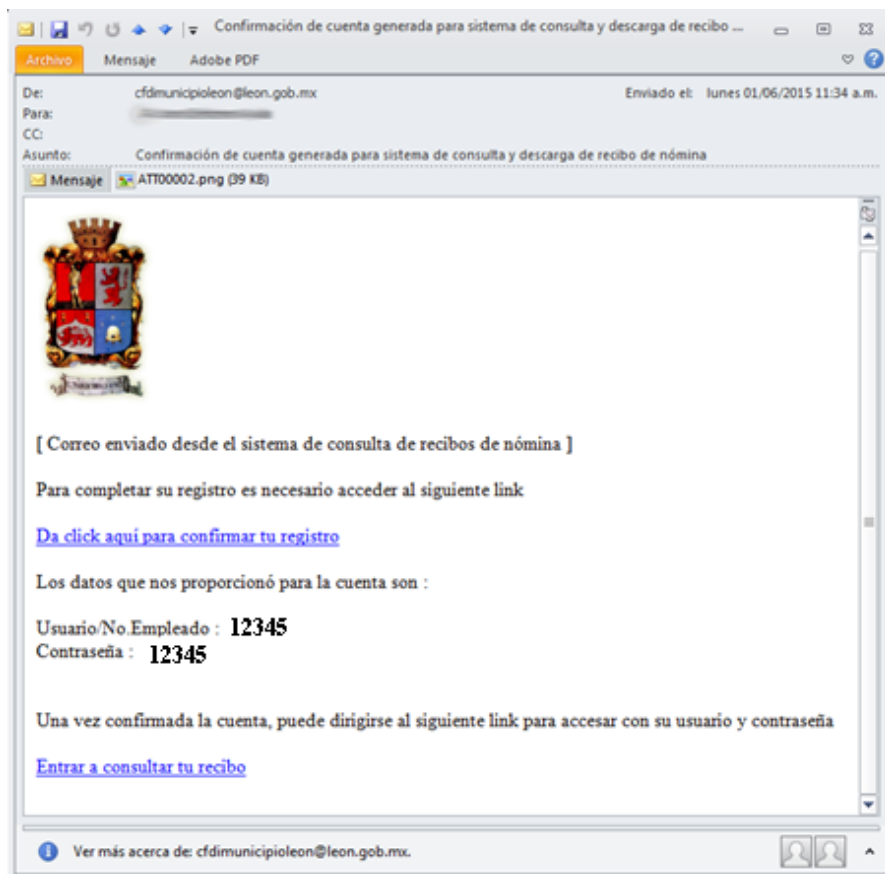 Confirmación de cuenta generada para sistema de consulta y descarga de recibo ...
Archivo Mensaje Adobe PDF
De: cfdimunicipioleon@leon.gob.mx Enviado el: lunes 01/06/2015 11:34 a.m.
Para:
CC:
Asunto: Confirmación de cuenta generada para sistema de consulta y descarga de recibo de nómina
Mensaje ATT00002.png (39 KB)
[ Correo enviado desde el sistema de consulta de recibos de nómina ]
Para completar su registro es necesario acceder al siguiente link
Da click aquí para confirmar tu registro
Los datos que nos proporcionó para la cuenta son :
Usuario/No.Empleado : 12345
Contraseña : 12345
Una vez confirmada la cuenta, puede dirigirse al siguiente link para accesar con su usuario y contraseña
Entrar a consultar tu recibo
Ver más acerca de: cfdimunicipioleon@leon.gob.mx.